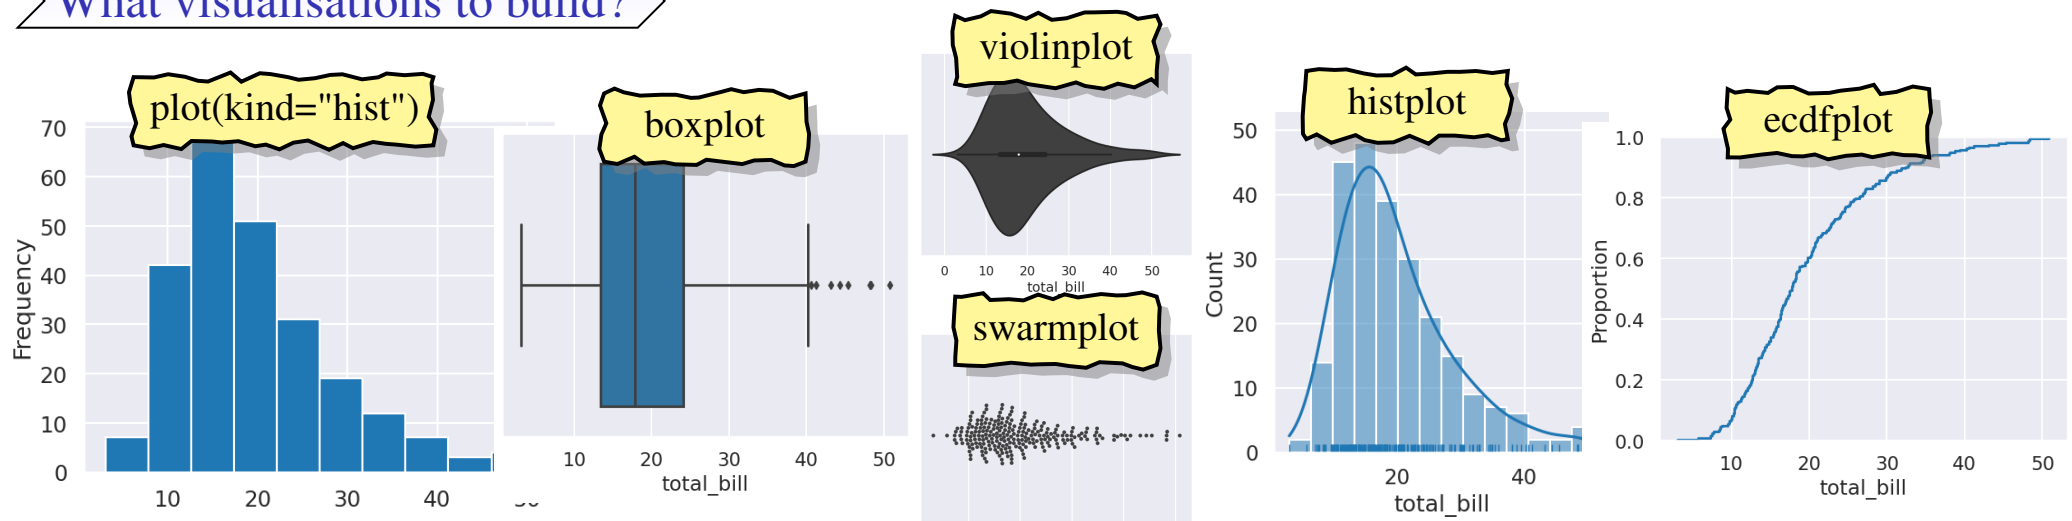 What visualisations to build?
plot(kind="hist")
70
60
50
40
30
20
10
0
Frequency
10 20 30 40
boxplot
10 20 30 40 50
total_bill
violinplot
0 10 20 30 40 50
total_bill
swarmplot
histplot
50
40
30
20
10
0
Count
20 40
total_bill
ecdfplot
1.0
0.8
0.6
0.4
0.2
0.0
Proportion
10 20 30 40 50
total_bill